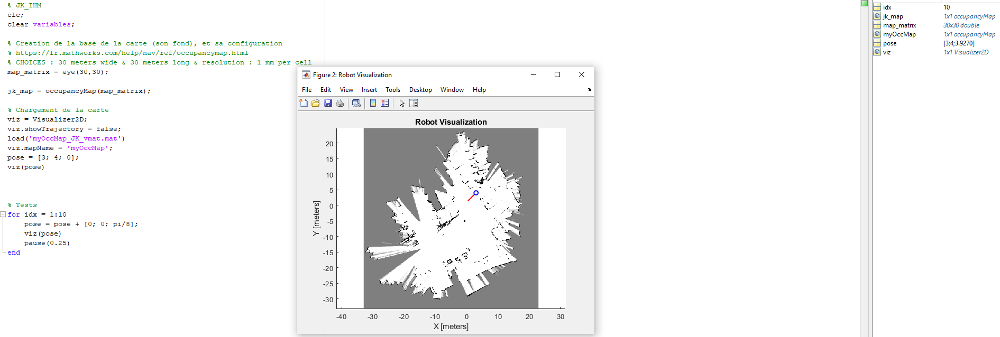 % JK_IHM
clc;
clear variables;
% Creation de la base de la carte (son fond), et sa configuration
% https://fr.mathworks.com/help/nav/ref/occupancymap.html
% CHOICES : 30 meters wide & 30 meters long & resolution : 1 mm per cell
map_matrix = eye(30,30);
jk_map = occupancyMap(map_matrix);
% Chargement de la carte
viz = Visualizer2D;
viz.showTrajectory = false;
load('myOccMap_JK_vmat.mat')
viz.mapName = 'myOccMap';
pose = [3; 4; 0];
viz(pose)
% Tests
for idx = 1:10
pose = pose + [0; 0; pi/8];
viz(pose)
pause(0.25)
end
Figure 2: Robot Visualization
File Edit View Insert Tools Desktop Window Help
Robot Visualization
20
15
10
5
0
-5
-10
-15
-20
-25
-30
Y [meters]
-40 -30 -20 -10 0 10 20 30
X [meters]
idx 10
jk_map 1x1 occupancyMap
map_matrix 30x30 double
myOccMap 1x1 occupancyMap
pose [3;4;3.9270]
viz 1x1 Visualizer2D